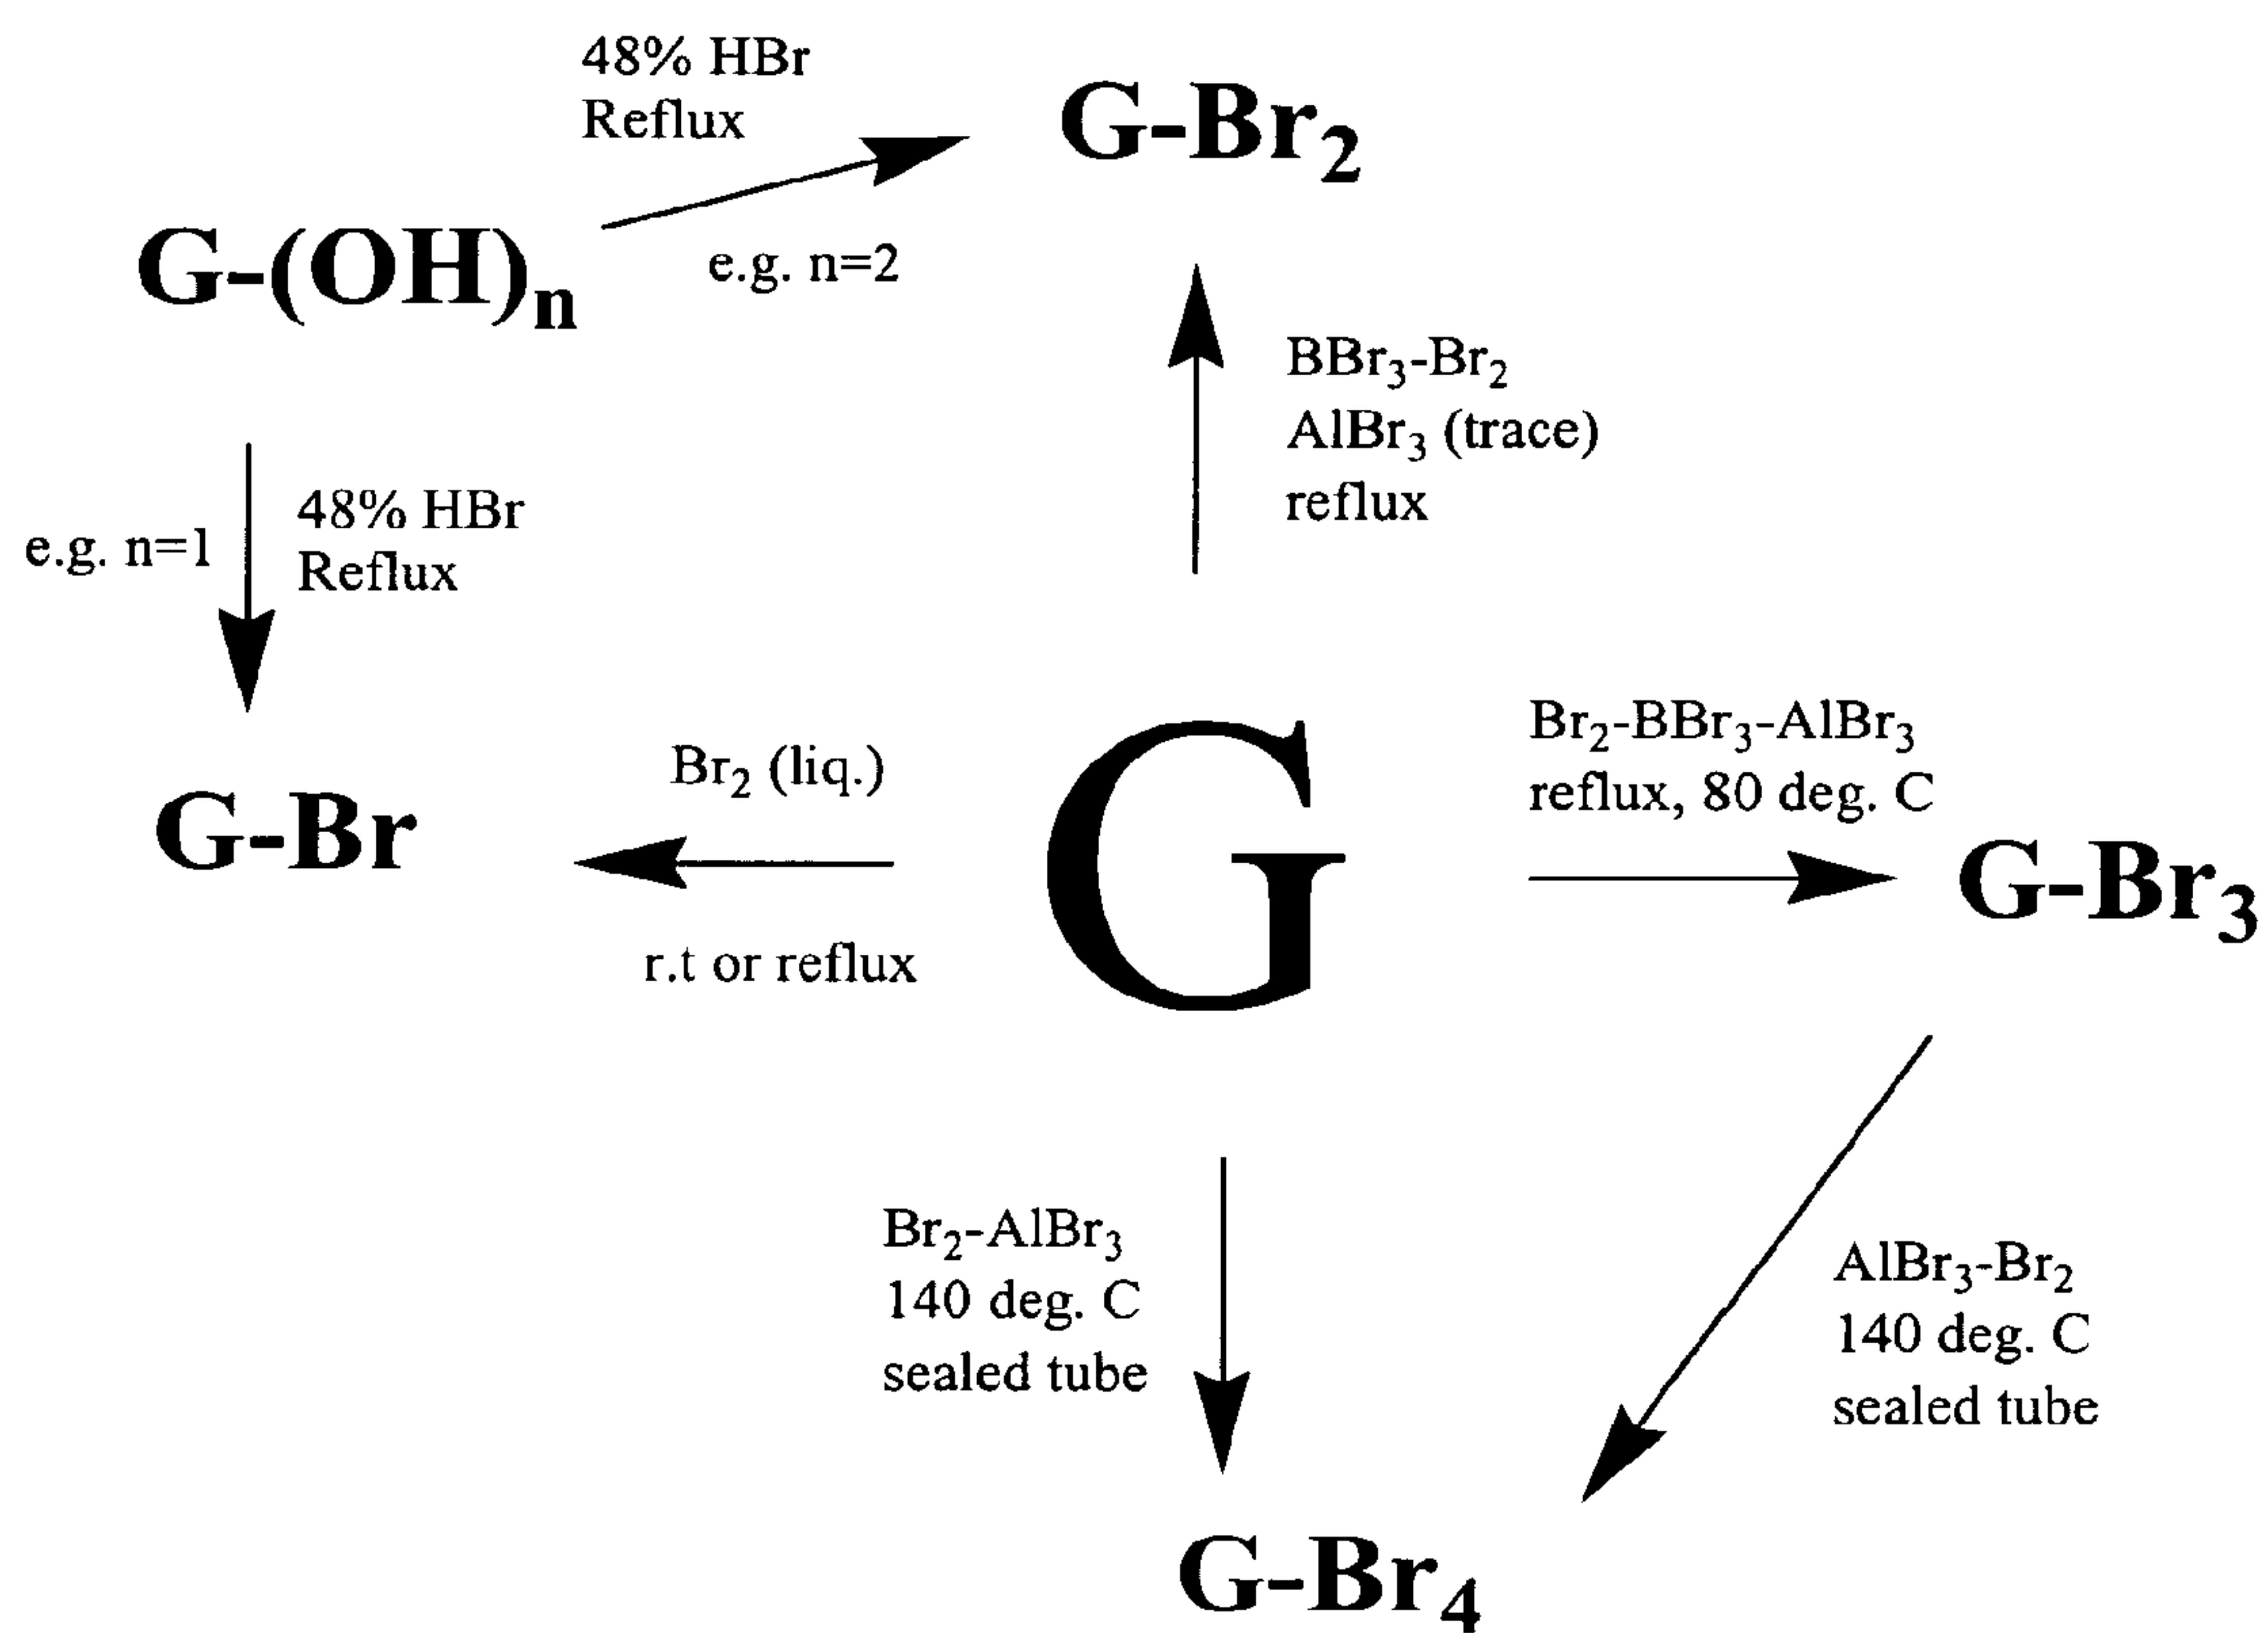 48% HBr
Reflux
G-Br2
G-(OH)n
e.g. n=2
BBr3-Br2
AlBr3 (trace)
reflux
e.g. n=1
48% HBr
Reflux
G-Br
Br2 (liq.)
r.t or reflux
G
Br2-BBr3-AlBr3
reflux, 80 deg. C
G-Br3
Br2-AlBr3
140 deg. C
sealed tube
AlBr3-Br2
140 deg. C
sealed tube
G-Br4